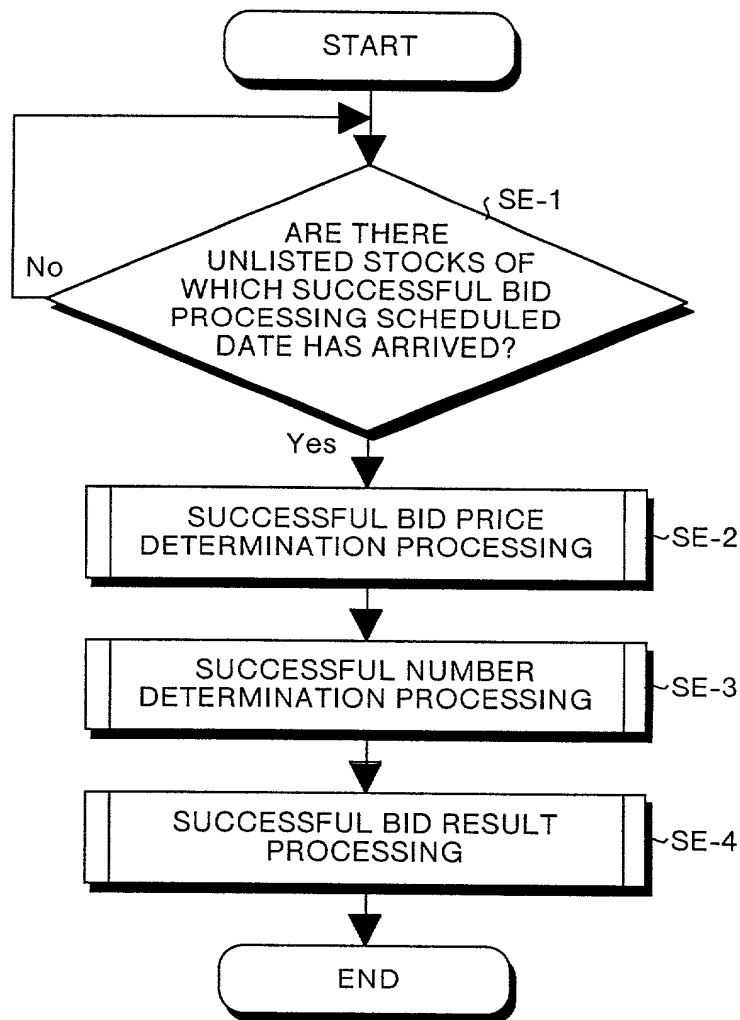 START
SE-1
ARE THERE
UNLISTED STOCKS OF
WHICH SUCCESSFUL BID
PROCESSING SCHEDULED
DATE HAS ARRIVED?
No
Yes
SUCCESSFUL BID PRICE
DETERMINATION PROCESSING
SE-2
SUCCESSFUL NUMBER
DETERMINATION PROCESSING
SE-3
SUCCESSFUL BID RESULT
PROCESSING
SE-4
END